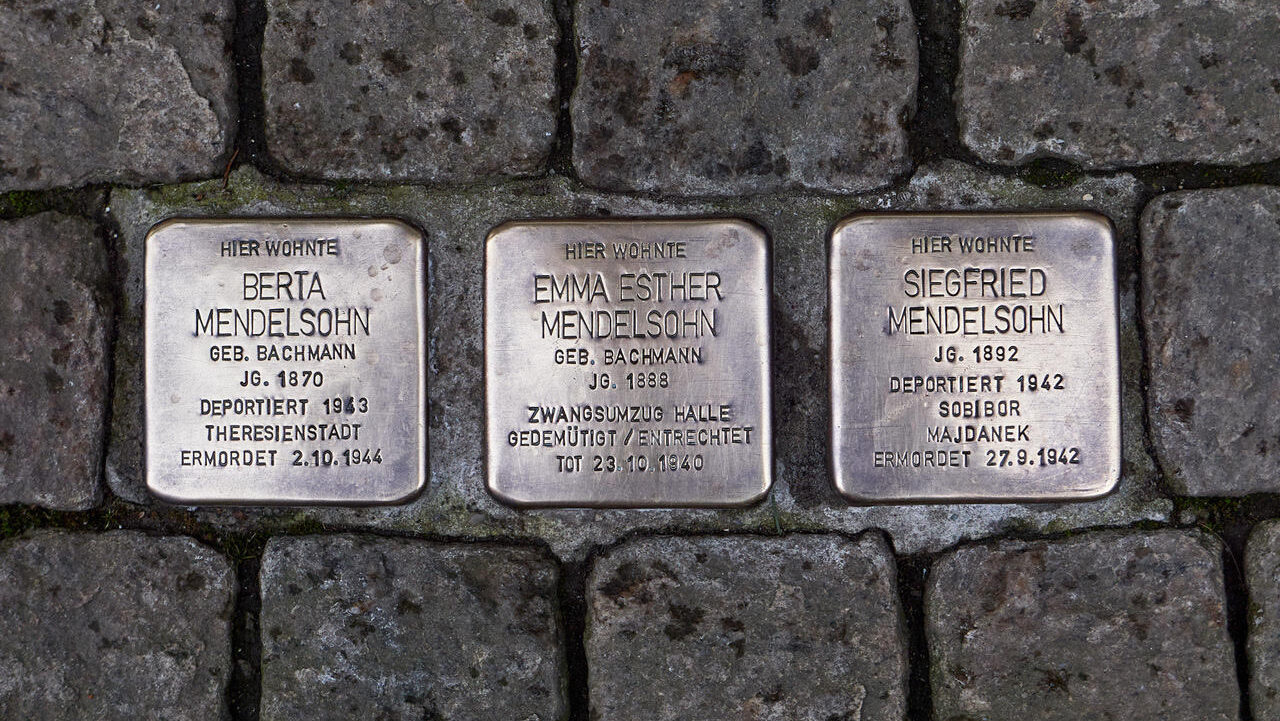 HIER WOHNTE
BERTA
MENDELSOHN
GEB. BACHMANN
JG. 1870
DEPORTIERT 1943
THERESIENSTADT
ERMORDET 2.10.1944
HIER WOHNTE
EMMA ESTHER
MENDELSOHN
GEB. BACHMANN
JG. 1888
ZWANGSUMZUG HALLE
GEDEMÜTIGT / ENTRECHTET
TOT 23.10.1940
HIER WOHNTE
SIEGFRIED
MENDELSOHN
JG. 1892
DEPORTIERT 1942
SOBIBOR
MAJDANEK
ERMORDET 27.9.1942